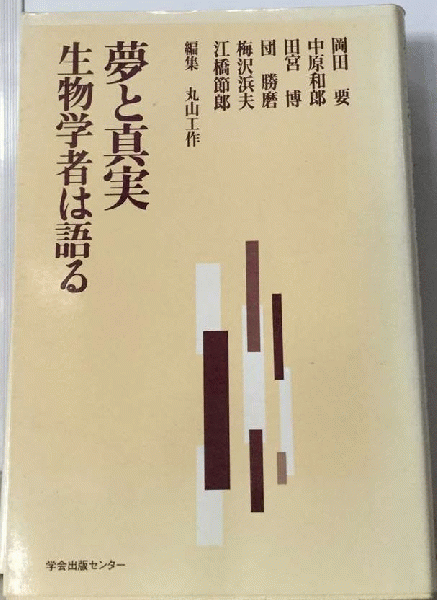 岡田 要
中原和郎
田宮 博
団 勝磨
梅沢浜夫
江橋節郎
編集 丸山工作
夢と真実
生物学者は語る
学会出版センター